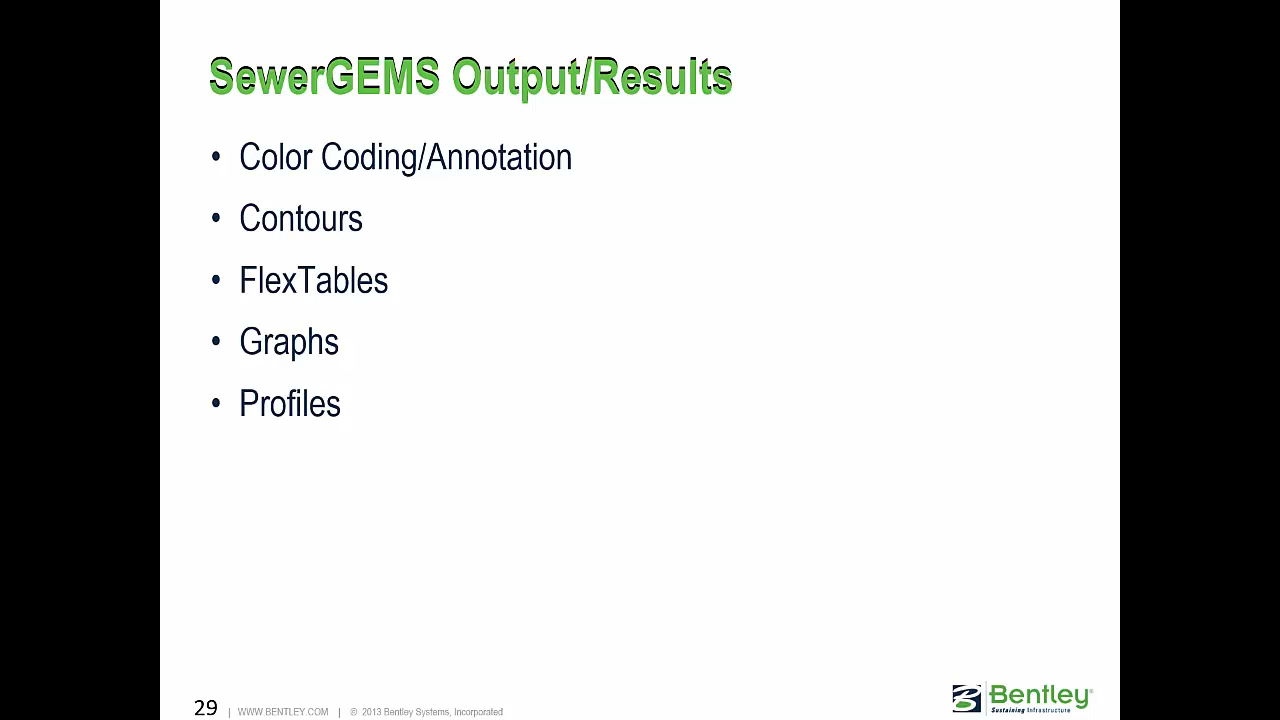 SewerGEMS Output/Results
• Color Coding/Annotation
• Contours
• FlexTables
• Graphs
• Profiles
29 | WWW.BENTLEY.COM | © 2013 Bentley Systems, Incorporated
Bentley®
Sustaining Infrastructure